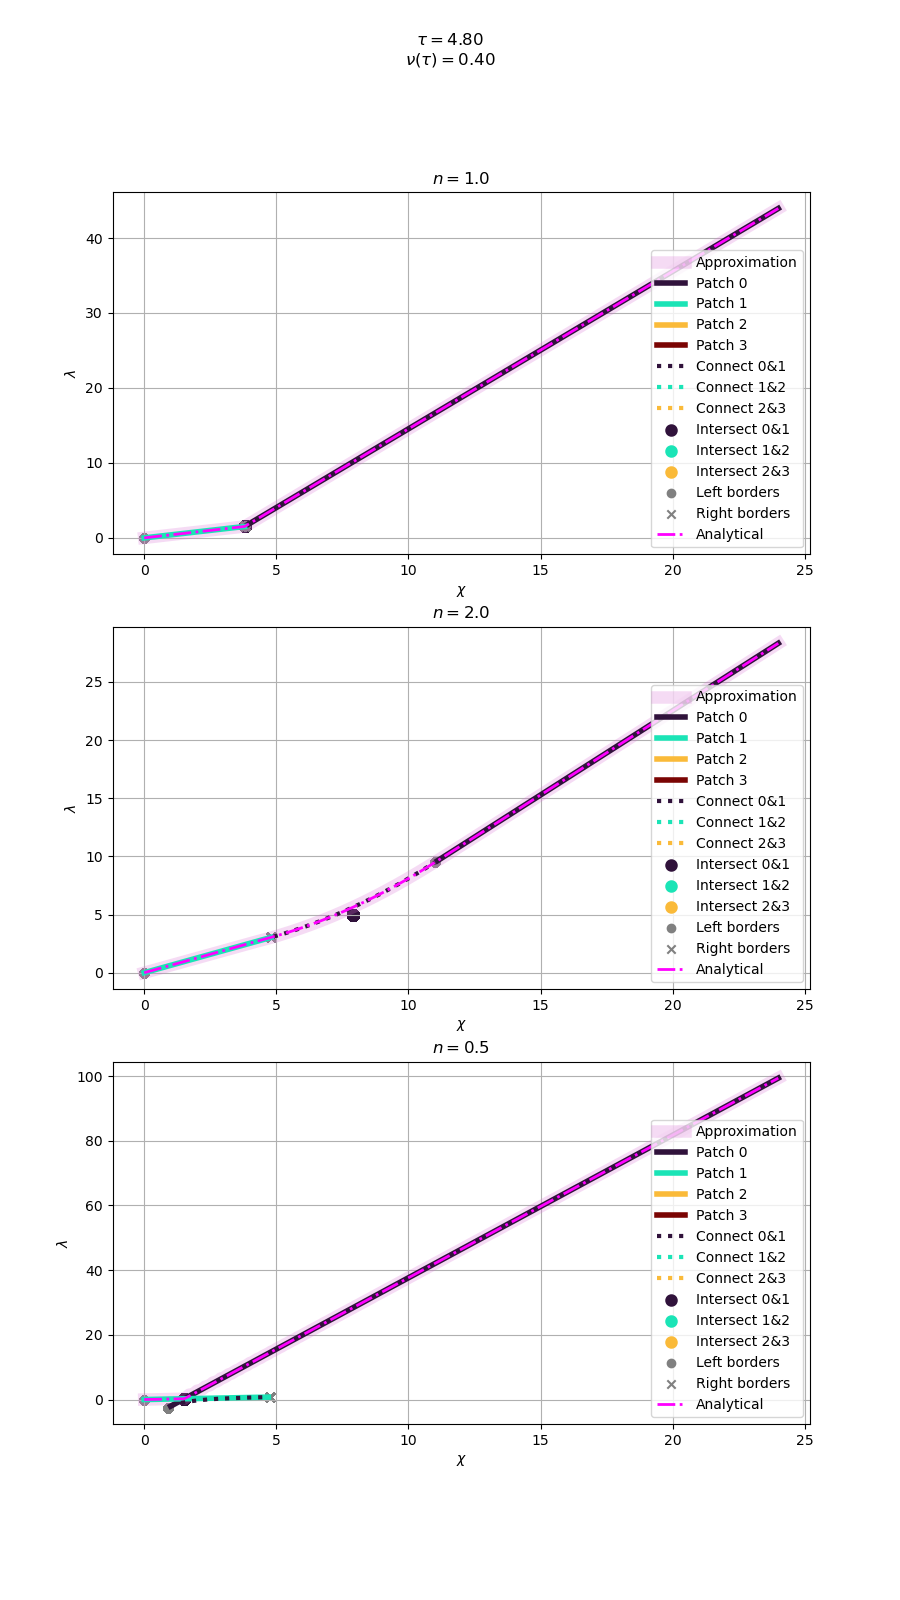 τ = 4.80
ν(τ) = 0.40
n = 1.0
40
30
20
10
0
λ
0 5 10 15 20 25
χ
Approximation
Patch 0
Patch 1
Patch 2
Patch 3
Connect 0&1
Connect 1&2
Connect 2&3
Intersect 0&1
Intersect 1&2
Intersect 2&3
Left borders
Right borders
Analytical
n = 2.0
25
20
15
10
5
0
λ
0 5 10 15 20 25
χ
Approximation
Patch 0
Patch 1
Patch 2
Patch 3
Connect 0&1
Connect 1&2
Connect 2&3
Intersect 0&1
Intersect 1&2
Intersect 2&3
Left borders
Right borders
Analytical
n = 0.5
100
80
60
40
20
0
λ
0 5 10 15 20 25
χ
Approximation
Patch 0
Patch 1
Patch 2
Patch 3
Connect 0&1
Connect 1&2
Connect 2&3
Intersect 0&1
Intersect 1&2
Intersect 2&3
Left borders
Right borders
Analytical